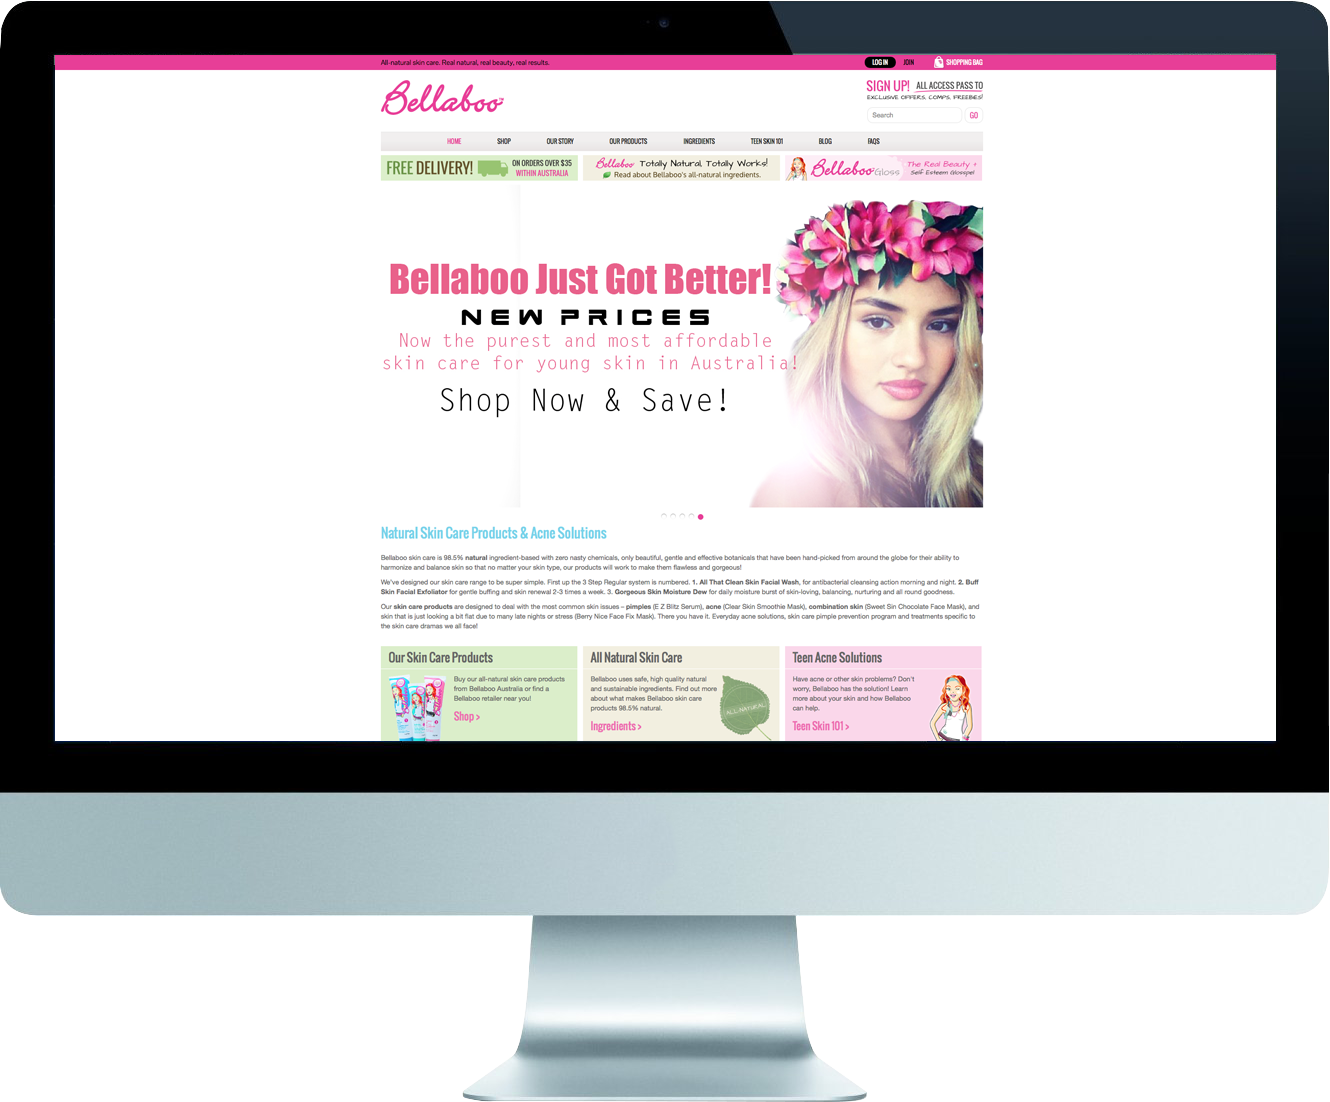 All-natural skin care. Real natural, real beauty, real results.
LOG IN JOIN SHOPPING BAG
Bellaboo
SIGN UP! ALL ACCESS PASS TO
EXCLUSIVE OFFERS, COMPS, FREEBIES!
Search GO
HOME SHOP OUR STORY OUR PRODUCTS INGREDIENTS TEEN SKIN 101 BLOG FAQS
FREE DELIVERY! ON ORDERS OVER $35
WITHIN AUSTRALIA
Bellaboo Totally Natural, Totally Works!
Read about Bellaboo's all-natural ingredients.
Bellaboo Gloss
The Real Beauty +
Self Esteem Glossip!
Bellaboo Just Got Better!
NEW PRICES
Now the purest and most affordable
skin care for young skin in Australia!
Shop Now & Save!
Natural Skin Care Products & Acne Solutions
Bellaboo skin care is 98.5% natural ingredient-based with zero nasty chemicals, only beautiful, gentle and effective botanicals that have been hand-picked from around the globe for their ability to
harmonize and balance skin so that no matter your skin type, our products will work to make them flawless and gorgeous!
We've designed our skin care range to be super simple. First up the 3 Step Regular system is numbered. 1. All That Clean Skin Facial Wash, for antibacterial cleansing action morning and night. 2. Buff
Skin Facial Exfoliator for gentle buffing and skin renewal 2-3 times a week. 3. Gorgeous Skin Moisture Dew for daily moisture burst of skin-loving, balancing, nurturing and all round goodness.
Our skin care products are designed to deal with the most common skin issues – pimples (E Z Blitz Serum), acne (Clear Skin Smoothie Mask), combination skin (Sweet Sin Chocolate Face Mask), and
skin that is just looking a bit flat due to many late nights or stress (Berry Nice Face Fix Mask). There you have it. Everyday acne solutions, skin care pimple prevention program and treatments specific to
the skin care dramas we all face!
Our Skin Care Products
Buy our all-natural skin care products
from Bellaboo Australia or find a
Bellaboo retailer near you!
Shop >
All Natural Skin Care
Bellaboo uses safe, high quality natural
and sustainable ingredients. Find out more
about what makes Bellaboo skin care
products 98.5% natural.
Ingredients >
ALL NATURAL
Teen Acne Solutions
Have acne or other skin problems? Don't
worry, Bellaboo has the solution! Learn
more about your skin and how Bellaboo
can help.
Teen Skin 101 >